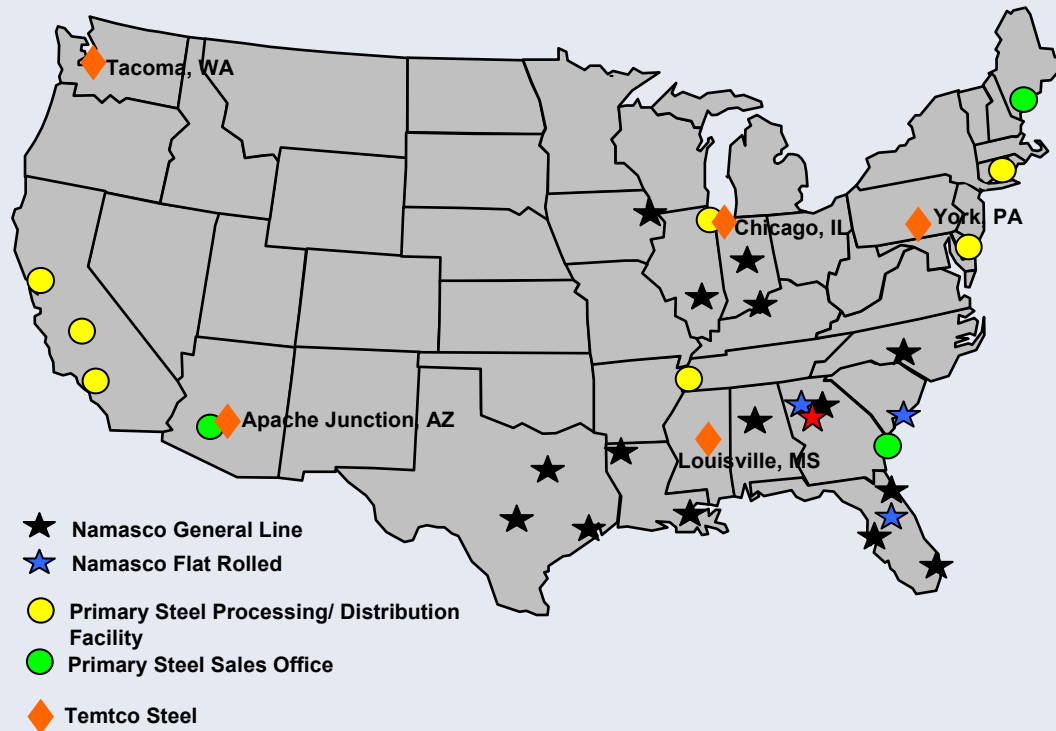 Tacoma, WA
York, PA
Chicago, IL
Apache Junction, AZ
Louisville, MS
Namasco General Line
Namasco Flat Rolled
Primary Steel Processing/ Distribution
Facility
Primary Steel Sales Office
Temtco Steel